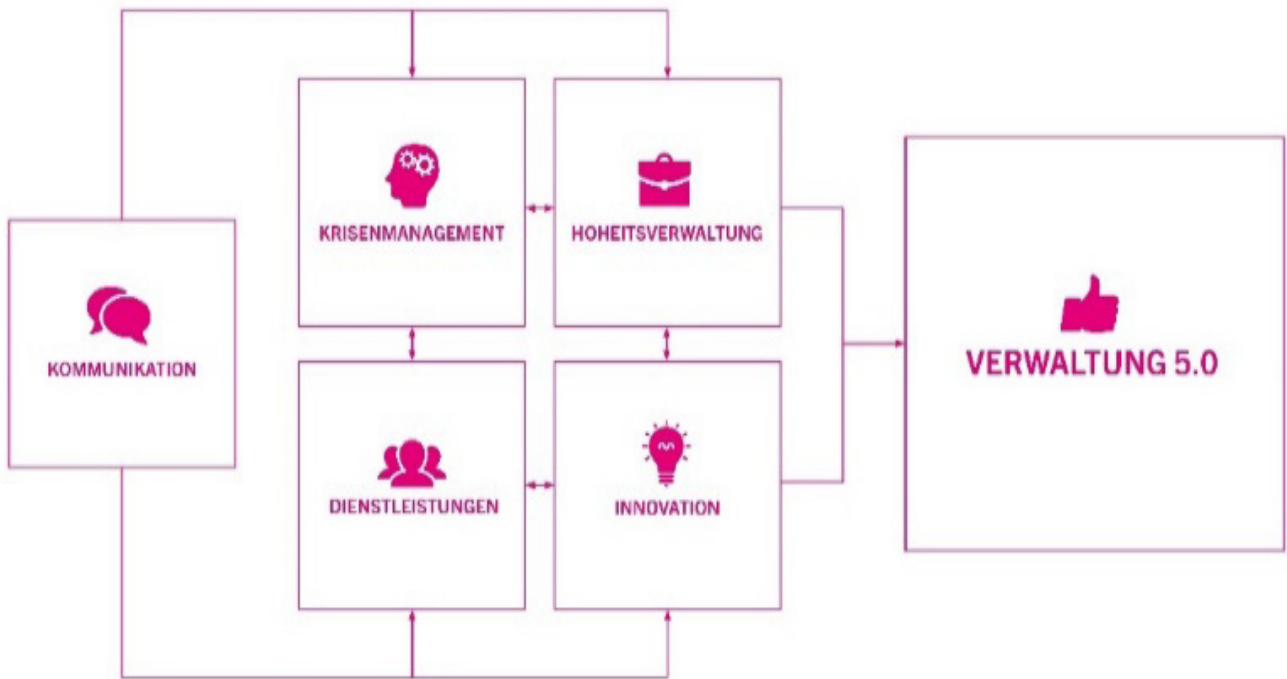 KRISENMANAGEMENT
HOHEITSVERWALTUNG
KOMMUNIKATION
VERWALTUNG 5.0
DIENSTLEISTUNGEN
INNOVATION